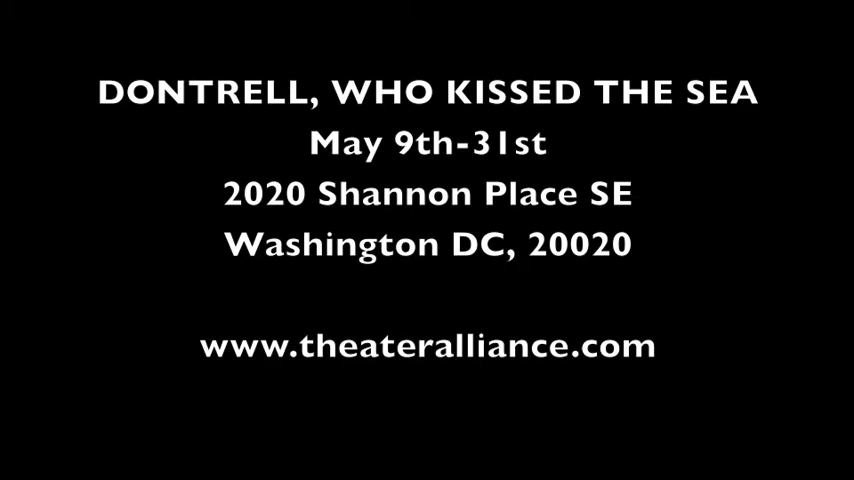 DONTRELL, WHO KISSED THE SEA
May 9th-31st
2020 Shannon Place SE
Washington DC, 20020
www.theateralliance.com